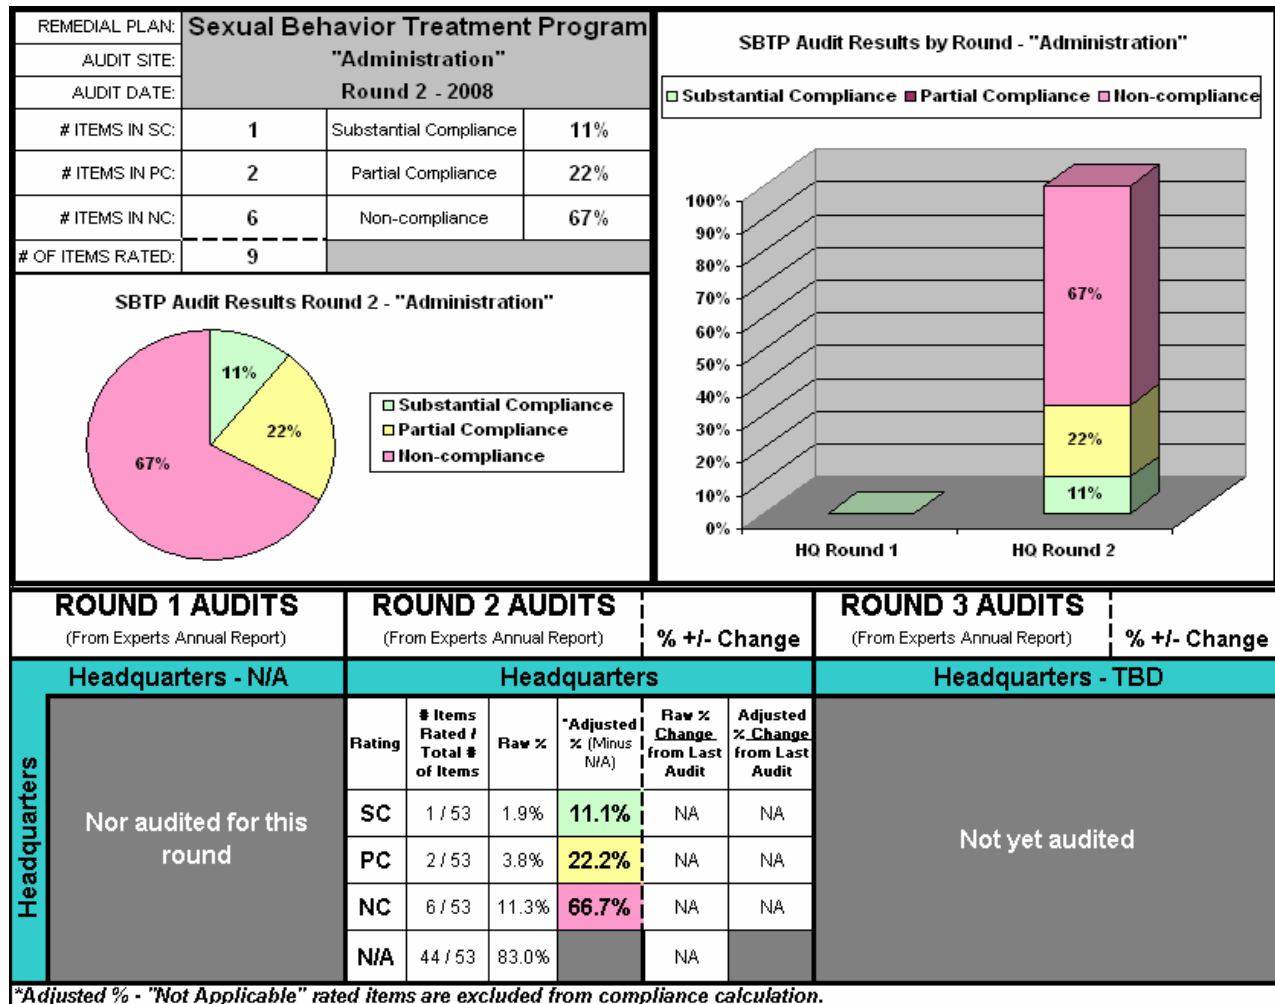 REMEDIAL PLAN: Sexual Behavior Treatment Program
AUDIT SITE: "Administration"
AUDIT DATE: Round 2 - 2008
# ITEMS IN SC: 1 Substantial Compliance 11%
# ITEMS IN PC: 2 Partial Compliance 22%
# ITEMS IN NC: 6 Non-compliance 67%
# OF ITEMS RATED: 9
SBTP Audit Results Round 2 - "Administration"
11%
22%
67%
Substantial Compliance
Partial Compliance
Non-compliance
SBTP Audit Results by Round - "Administration"
Substantial Compliance Partial Compliance Non-compliance
100%
90%
80%
70%
60%
50%
40%
30%
20%
10%
0%
67%
22%
11%
HQ Round 1 HQ Round 2
ROUND 1 AUDITS
(From Experts Annual Report)
Headquarters - N/A
Headquarters
Nor audited for this
round
ROUND 2 AUDITS
(From Experts Annual Report)
% +/- Change
Headquarters
Rating
# Items
Rated /
Total #
of Items
Raw %
*Adjusted
% (Minus
N/A)
Raw %
Change
from Last
Audit
Adjusted
% Change
from Last
Audit
SC 1 / 53 1.9% 11.1% NA NA
PC 2 / 53 3.8% 22.2% NA NA
NC 6 / 53 11.3% 66.7% NA NA
N/A 44 / 53 83.0% NA
ROUND 3 AUDITS
(From Experts Annual Report)
% +/- Change
Headquarters - TBD
Not yet audited
*Adjusted % - "Not Applicable" rated items are excluded from compliance calculation.